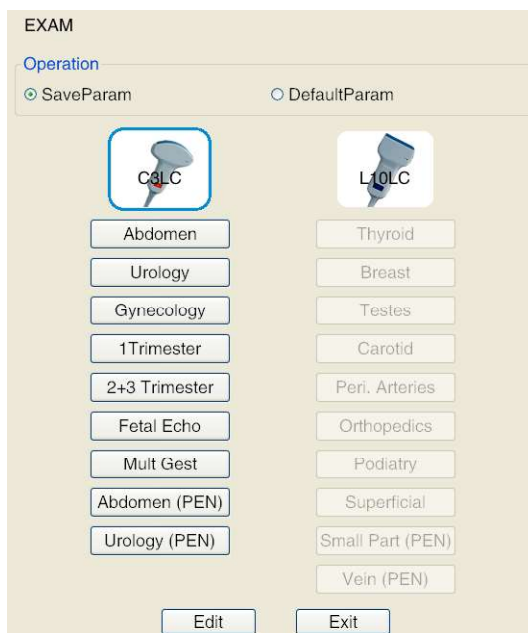 EXAM
Operation
SaveParam
DefaultParam
C3LC
L10LC
Abdomen
Thyroid
Urology
Breast
Gynecology
Testes
1Trimester
Carotid
2+3 Trimester
Peri. Arteries
Fetal Echo
Orthopedics
Mult Gest
Podiatry
Abdomen (PEN)
Superficial
Urology (PEN)
Small Part (PEN)
Vein (PEN)
Edit
Exit